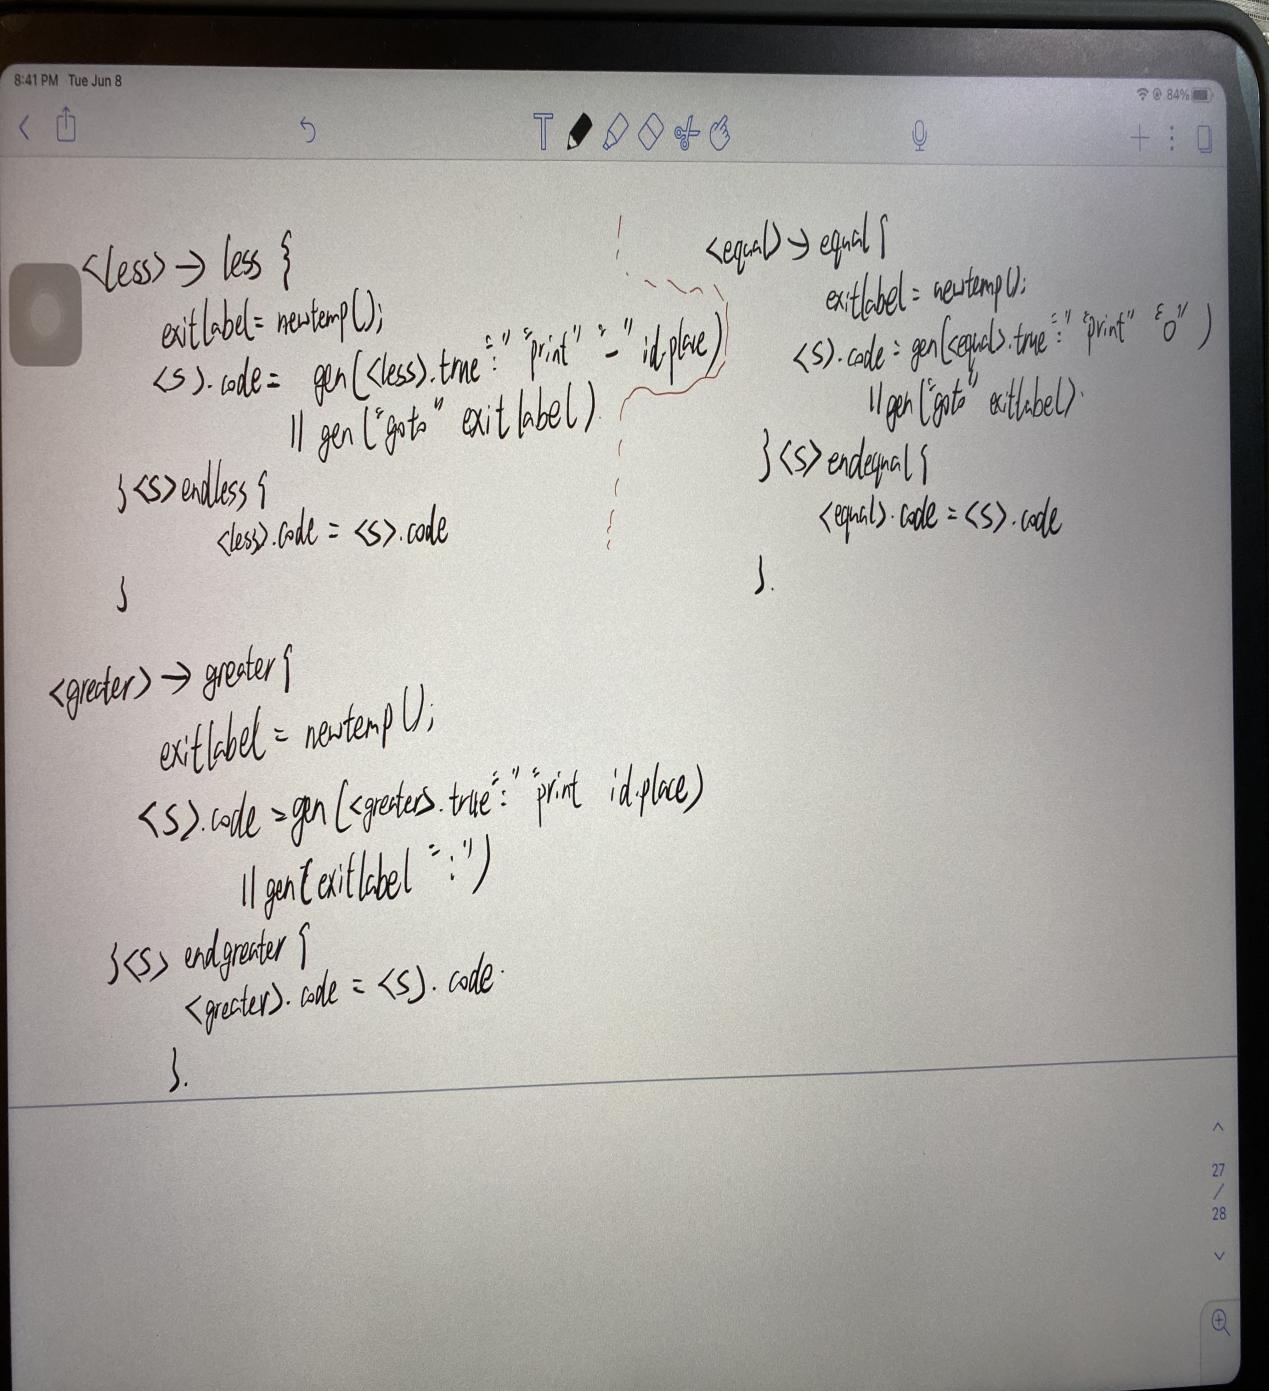 8:41 PM Tue Jun 8
84%
<less> → less {
exitlabel = newtemp();
<S>.code = gen(<less>.true ":" "print" "-" id.place)
|| gen("goto" exitlabel).
} <S> endless {
<less>.code = <S>.code
}
<equal> → equal {
exitlabel = newtemp();
<S>.code = gen(<equal>.true ":" "print" "0")
|| gen("goto" exitlabel).
} <S> endequal {
<equal>.code = <S>.code
}.
<greater> → greater {
exitlabel = newtemp();
<S>.code = gen(<greater>.true ":" "print id.place)
|| gen(exitlabel ":")
} <S> endgreater {
<greater>.code = <S>.code.
}.
27
/
28